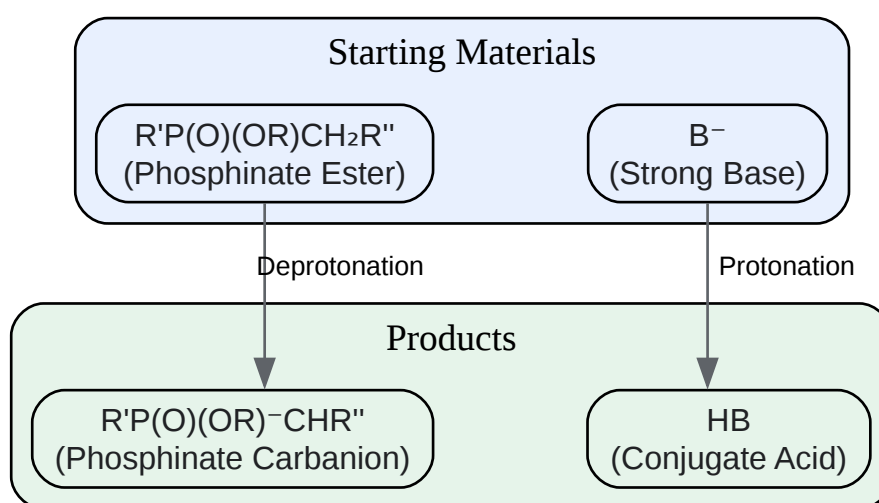 Starting Materials
R'P(O)(OR)CH₂R''
(Phosphinate Ester)
B⁻
(Strong Base)
Deprotonation
Protonation
Products
R'P(O)(OR)⁻CHR''
(Phosphinate Carbanion)
HB
(Conjugate Acid)